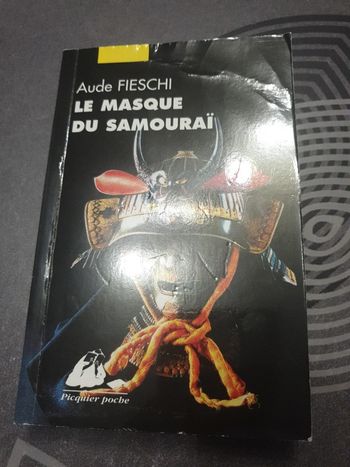 Aude FIESCHI
LE MASQUE
DU SAMOURAÏ
Picquier poche